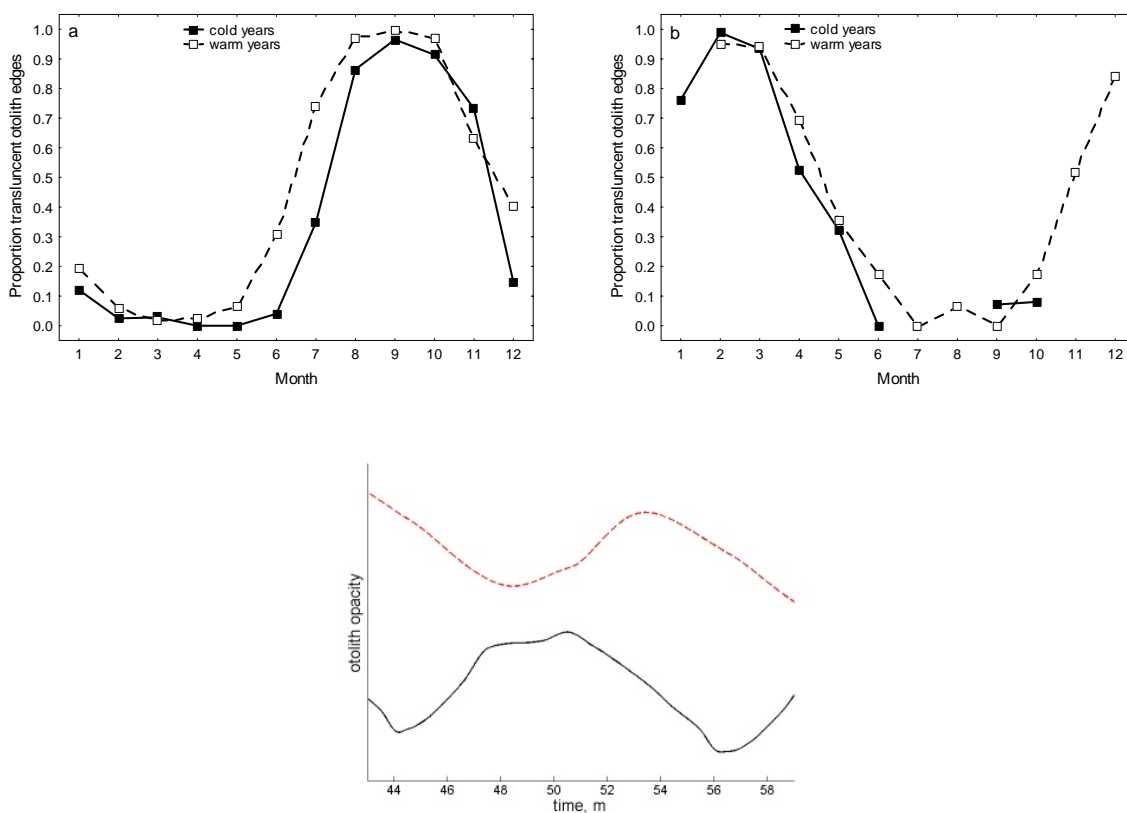 a
cold years
warm years
Proportion transluncent otolith edges
1.0
0.9
0.8
0.7
0.6
0.5
0.4
0.3
0.2
0.1
0.0
1 2 3 4 5 6 7 8 9 10 11 12
Month
b
cold years
warm years
Proportion transluncent otolith edges
1.0
0.9
0.8
0.7
0.6
0.5
0.4
0.3
0.2
0.1
0.0
1 2 3 4 5 6 7 8 9 10 11 12
Month
otolith opacity
44 46 48 50 52 54 56 58
time, m